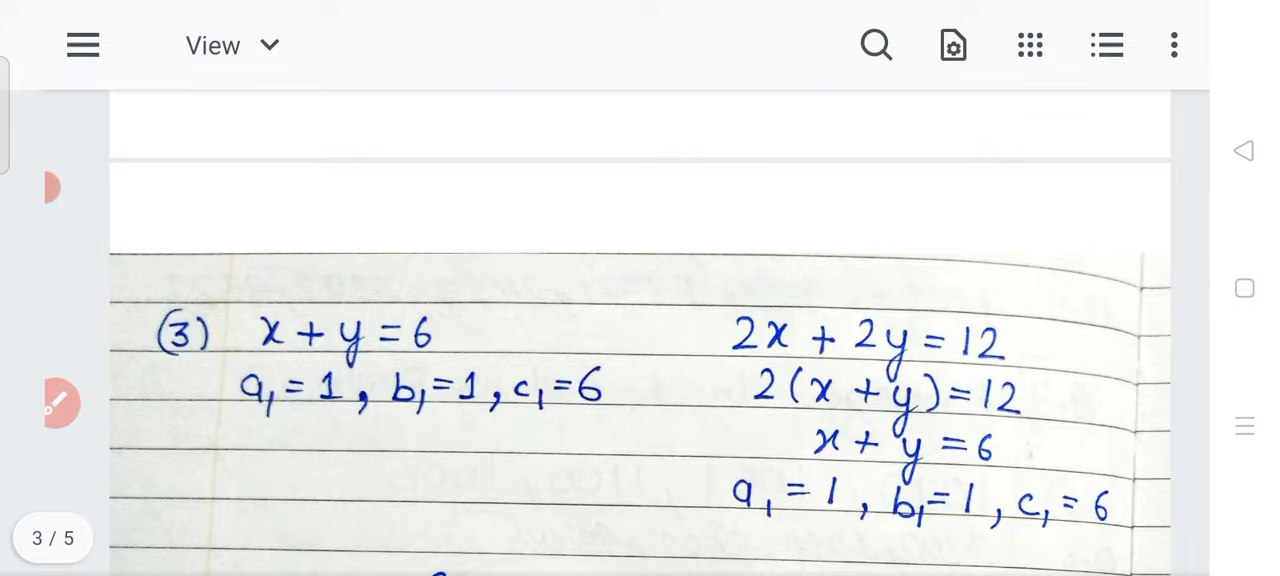 View
(3) x + y = 6
a₁ = 1, b₁ = 1, c₁ = 6
2x + 2y = 12
2(x + y) = 12
x + y = 6
a₁ = 1, b₁ = 1, c₁ = 6
3 / 5